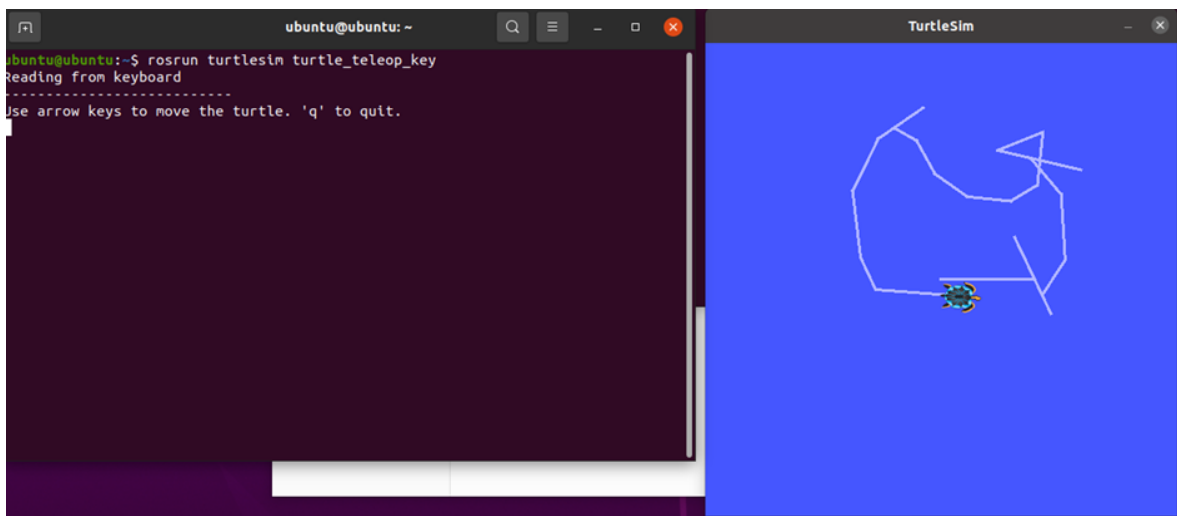 ubuntu@ubuntu: ~
ubuntu@ubuntu:~$ rosrun turtlesim turtle_teleop_key
Reading from keyboard
---------------------------
Use arrow keys to move the turtle. 'q' to quit.
TurtleSim